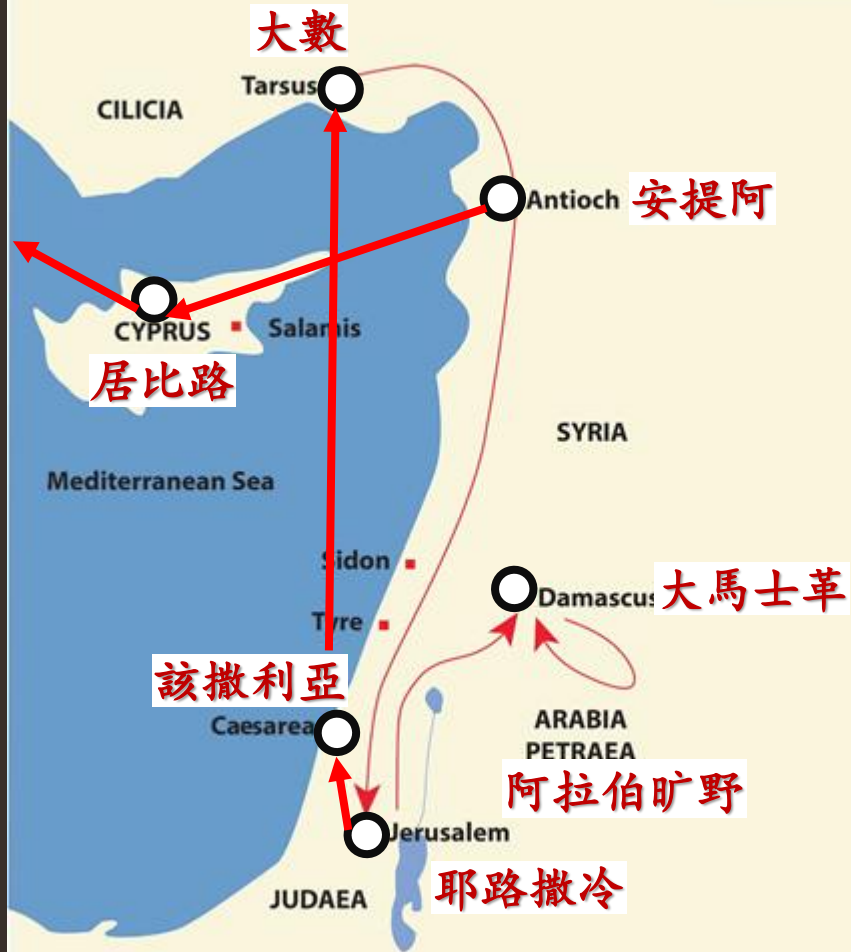 大數
Tarsus
CILICIA
Antioch 安提阿
CYPRUS
Salamis
居比路
SYRIA
Mediterranean Sea
Sidon
Damascus 大馬士革
Tyre
該撒利亞
Caesarea
ARABIA
PETRAEA
阿拉伯旷野
Jerusalem
JUDAEA
耶路撒冷